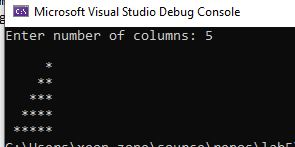 Microsoft Visual Studio Debug Console
Enter number of columns: 5
*
**
***
****
*****